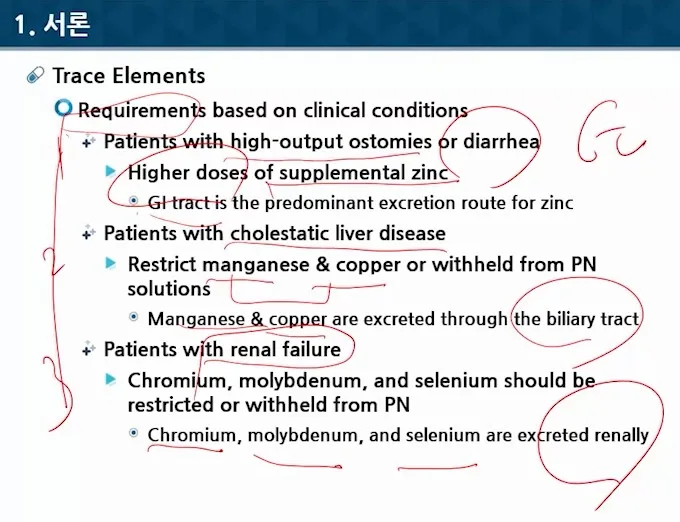 1. 서론
Trace Elements
Requirements based on clinical conditions
Patients with high-output ostomies or diarrhea
Higher doses of supplemental zinc
GI tract is the predominant excretion route for zinc
Patients with cholestatic liver disease
Restrict manganese & copper or withheld from PN
solutions
Manganese & copper are excreted through the biliary tract
Patients with renal failure
Chromium, molybdenum, and selenium should be
restricted or withheld from PN
Chromium, molybdenum, and selenium are excreted renally
1
2
3